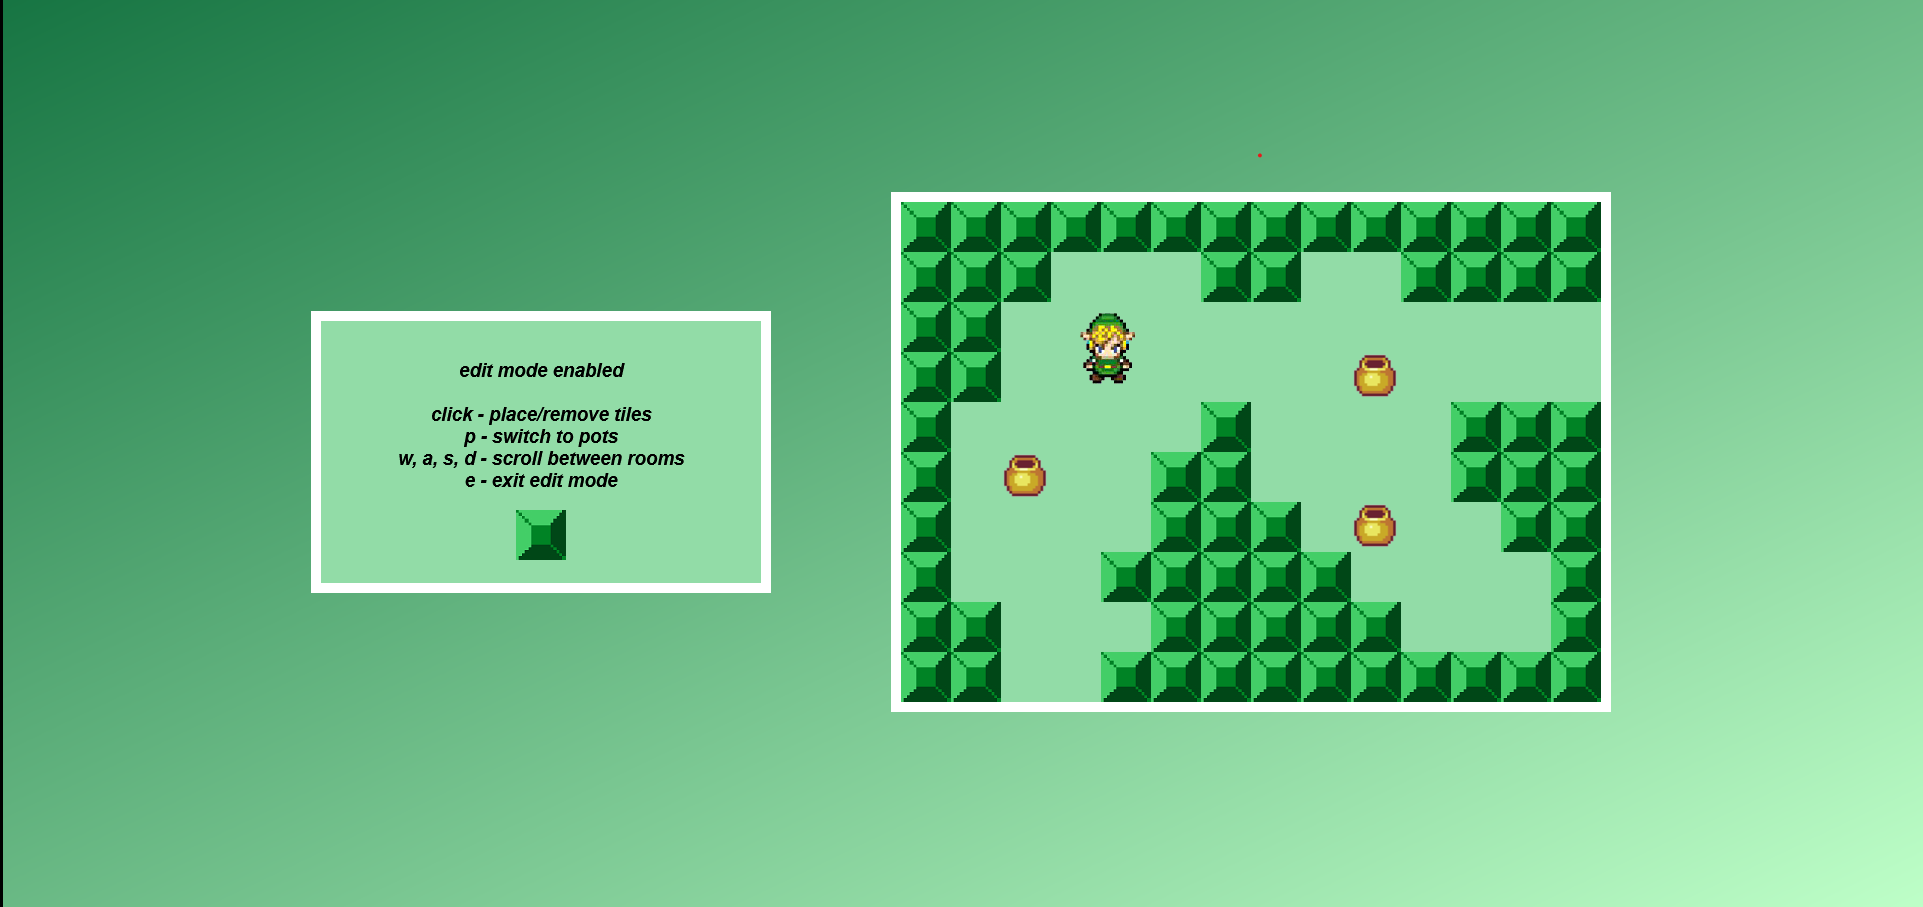 edit mode enabled
click - place/remove tiles
p - switch to pots
w, a, s, d - scroll between rooms
e - exit edit mode